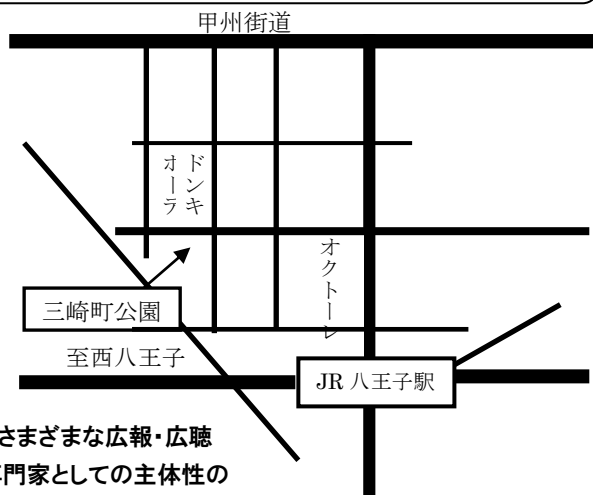 甲州街道
ドンキ
オーラ
オクトーレ
三崎町公園
至西八王子
JR 八王子駅
さまざまな広報・広聴
専門家としての主体性の